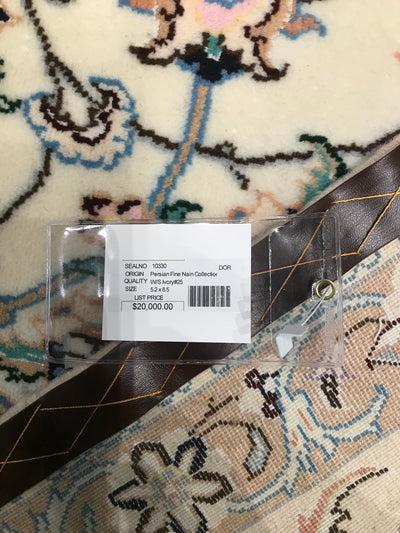 SEALNO 10330 DOR
ORIGIN Persian Fine Nain Collection
QUALITY W/S Ivory#25
SIZE 5.2 x 8.5
LIST PRICE
$20,000.00